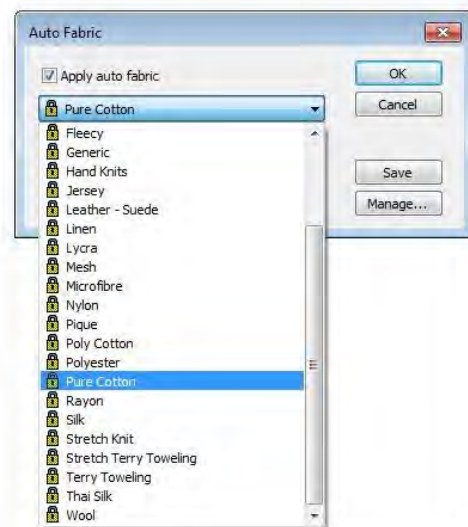 Auto Fabric
Apply auto fabric
OK
Pure Cotton
Cancel
Fleecy
Generic
Hand Knits
Save
Jersey
Leather - Suede
Manage...
Linen
Lycra
Mesh
Microfibre
Nylon
Pique
Poly Cotton
Polyester
Pure Cotton
Rayon
Silk
Stretch Knit
Stretch Terry Toweling
Terry Toweling
Thai Silk
Wool